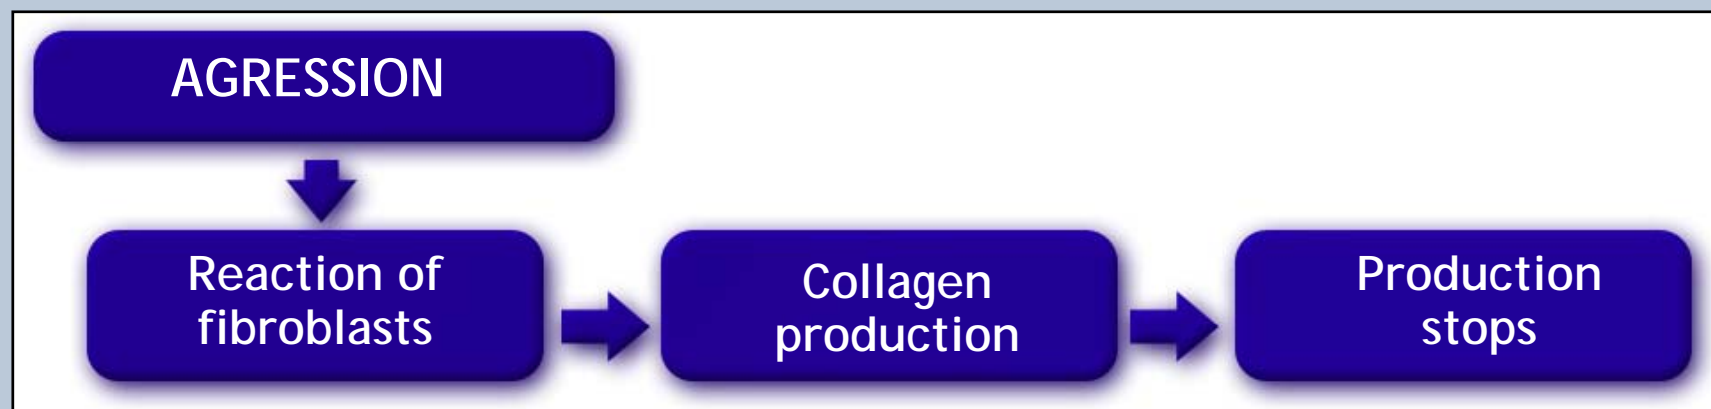 AGRESSION
Reaction of
fibroblasts
Collagen
production
Production
stops